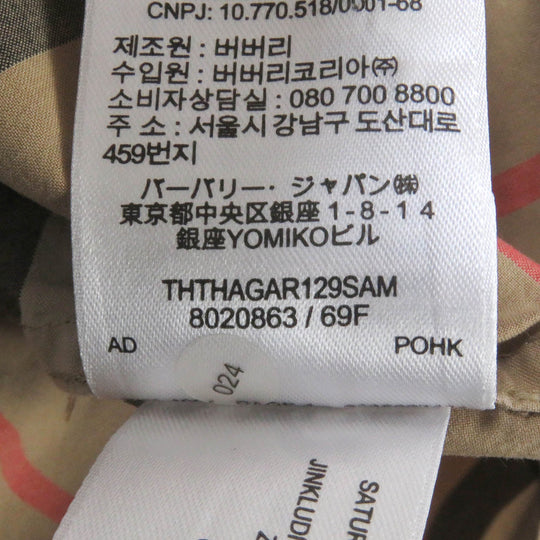 CNPJ: 10.770.518/0001-68
제조원 : 버버리
수입원 : 버버리코리아㈜
소비자상담실 : 080 700 8800
주 소 : 서울시 강남구 도산대로
459번지
バーバリー・ジャパン㈱
東京都中央区銀座 1-8-14
銀座YOMIKOビル
THTHAGAR129SAM
8020863 / 69F
AD POHK
024
SATUR
JINKLUDI